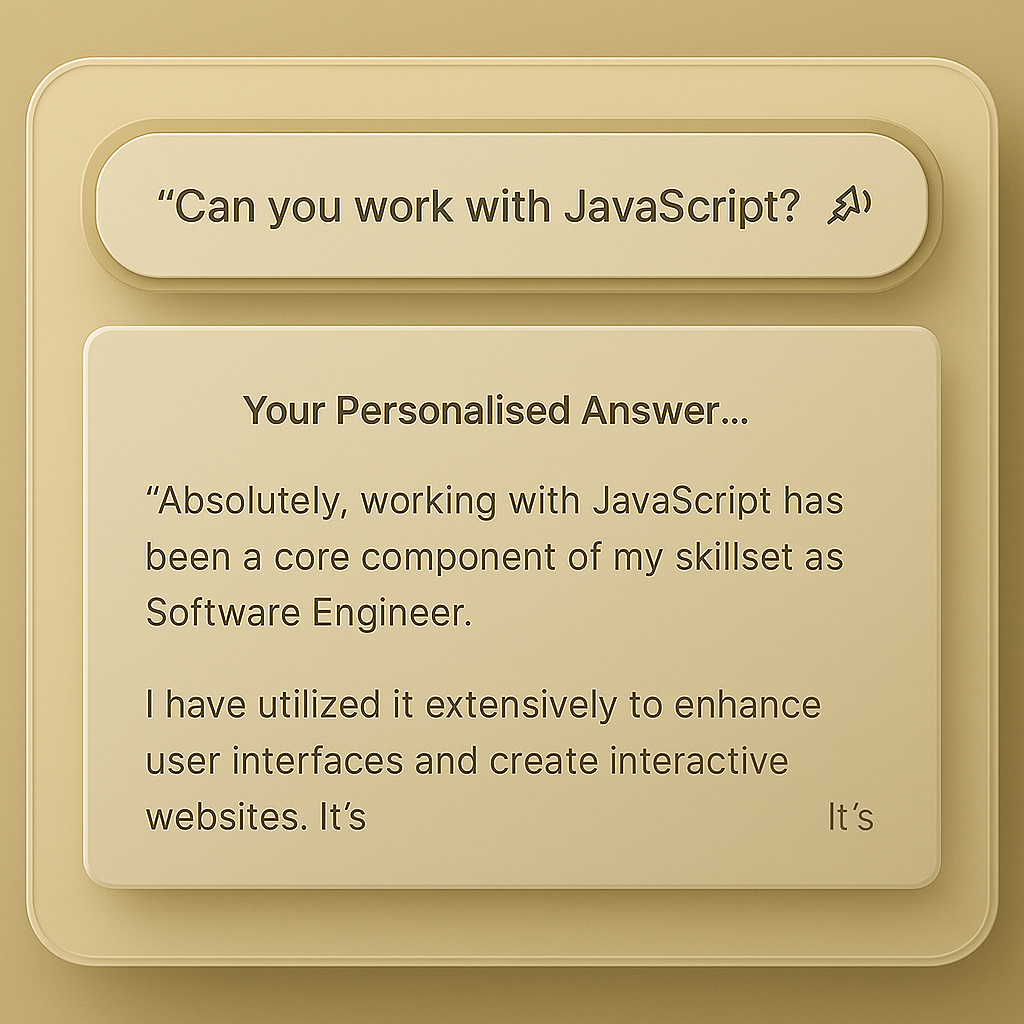 “Can you work with JavaScript?
Your Personalised Answer...
“Absolutely, working with JavaScript has
been a core component of my skillset as
Software Engineer.
I have utilized it extensively to enhance
user interfaces and create interactive
websites. It’s It’s